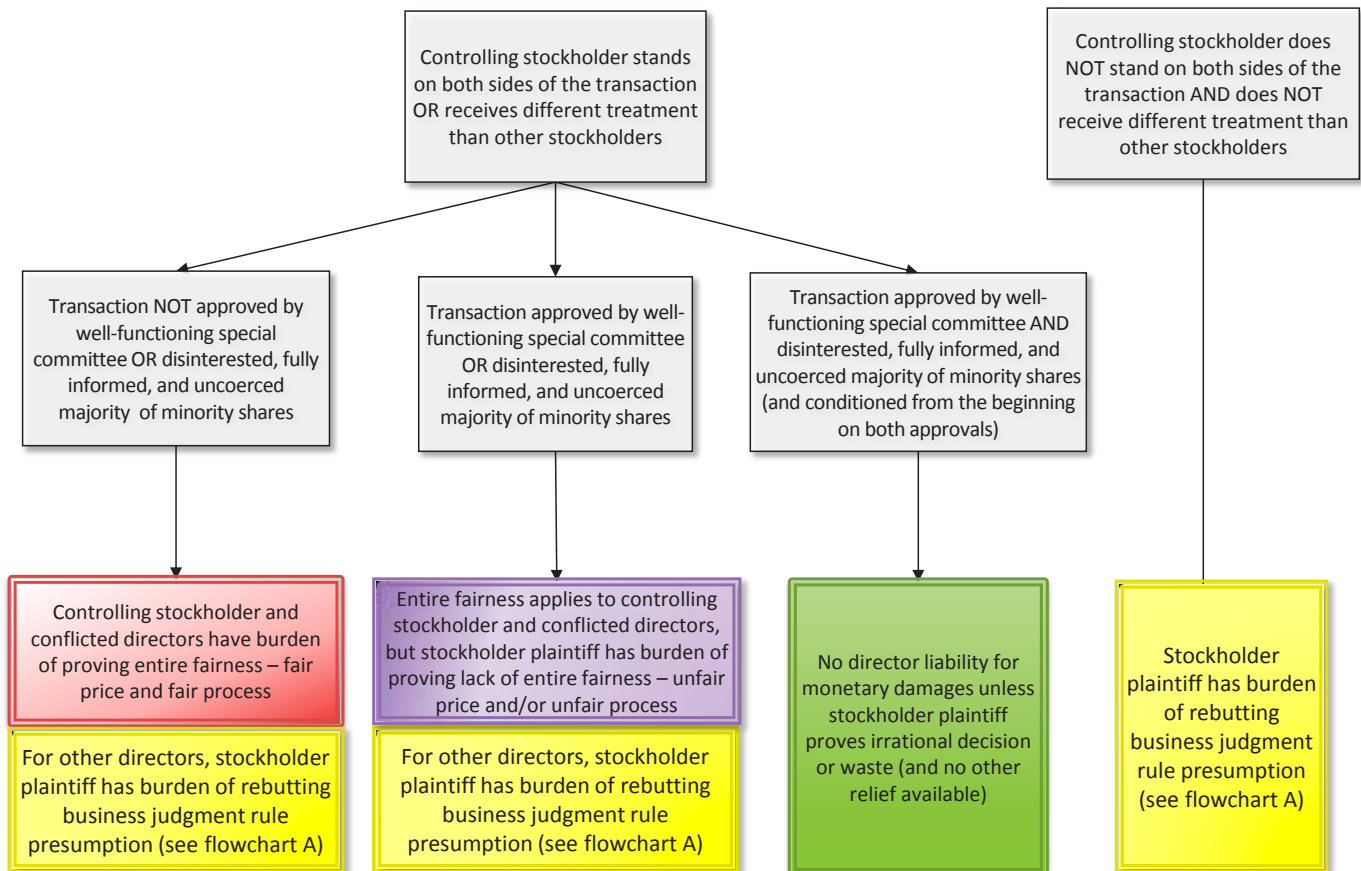 Controlling stockholder stands
on both sides of the transaction
OR receives different treatment
than other stockholders
Controlling stockholder does
NOT stand on both sides of the
transaction AND does NOT
receive different treatment than
other stockholders
Transaction NOT approved by
well-functioning special
committee OR disinterested, fully
informed, and uncoerced
majority of minority shares
Transaction approved by well-
functioning special committee
OR disinterested, fully
informed, and uncoerced
majority of minority shares
Transaction approved by well-
functioning special committee AND
disinterested, fully informed, and
uncoerced majority of minority shares
(and conditioned from the beginning
on both approvals)
Controlling stockholder and
conflicted directors have burden
of proving entire fairness – fair
price and fair process
For other directors, stockholder
plaintiff has burden of rebutting
business judgment rule
presumption (see flowchart A)
Entire fairness applies to controlling
stockholder and conflicted directors,
but stockholder plaintiff has burden of
proving lack of entire fairness – unfair
price and/or unfair process
For other directors, stockholder
plaintiff has burden of rebutting
business judgment rule
presumption (see flowchart A)
No director liability for
monetary damages unless
stockholder plaintiff
proves irrational decision
or waste (and no other
relief available)
Stockholder
plaintiff has burden
of rebutting
business judgment
rule presumption
(see flowchart A)